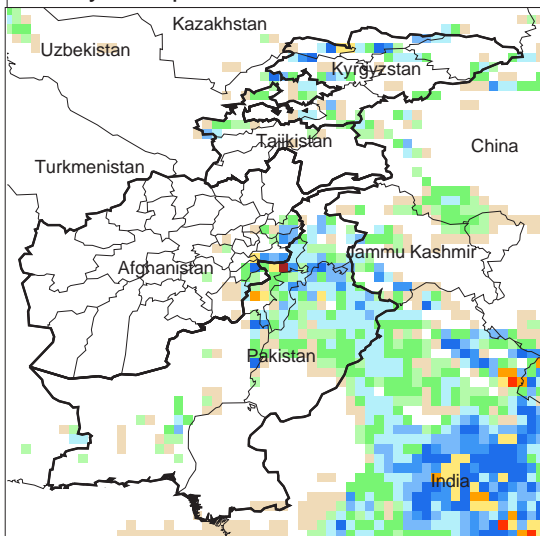 Kazakhstan
Uzbekistan
Kyrgyzstan
China
Tajikistan
Turkmenistan
Jammu Kashmir
Afghanistan
Pakistan
India